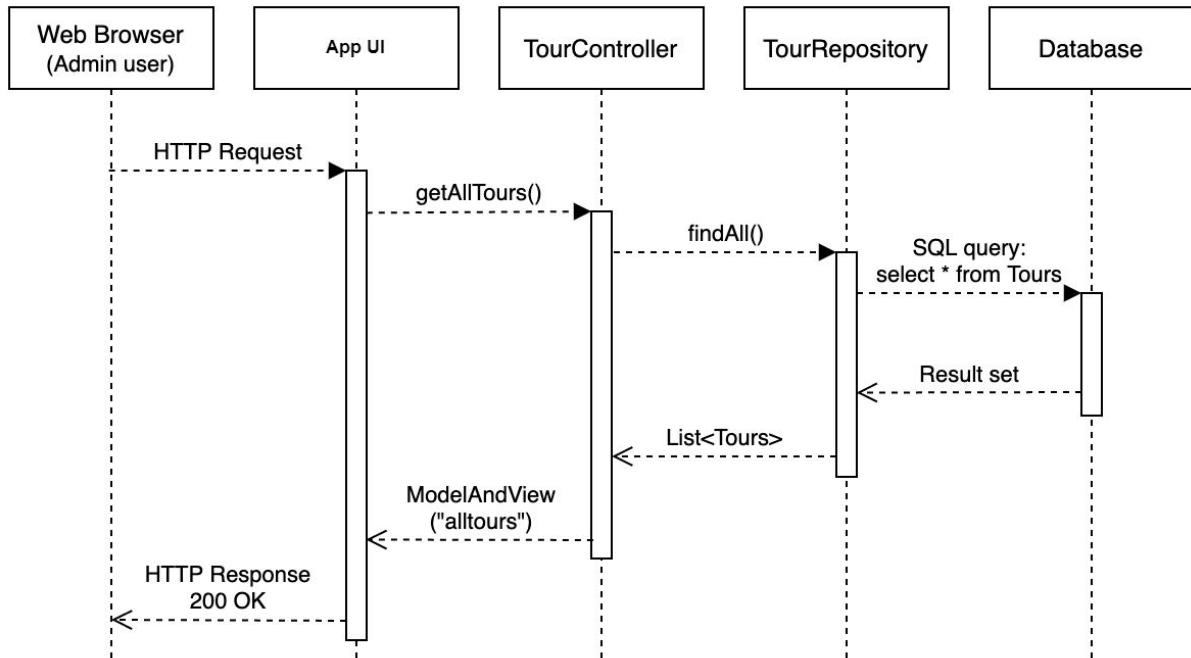 Web Browser
(Admin user)
App UI
TourController
TourRepository
Database
HTTP Request
getAllTours()
findAll()
SQL query:
select * from Tours
Result set
List<Tours>
ModelAndView
("alltours")
HTTP Response
200 OK